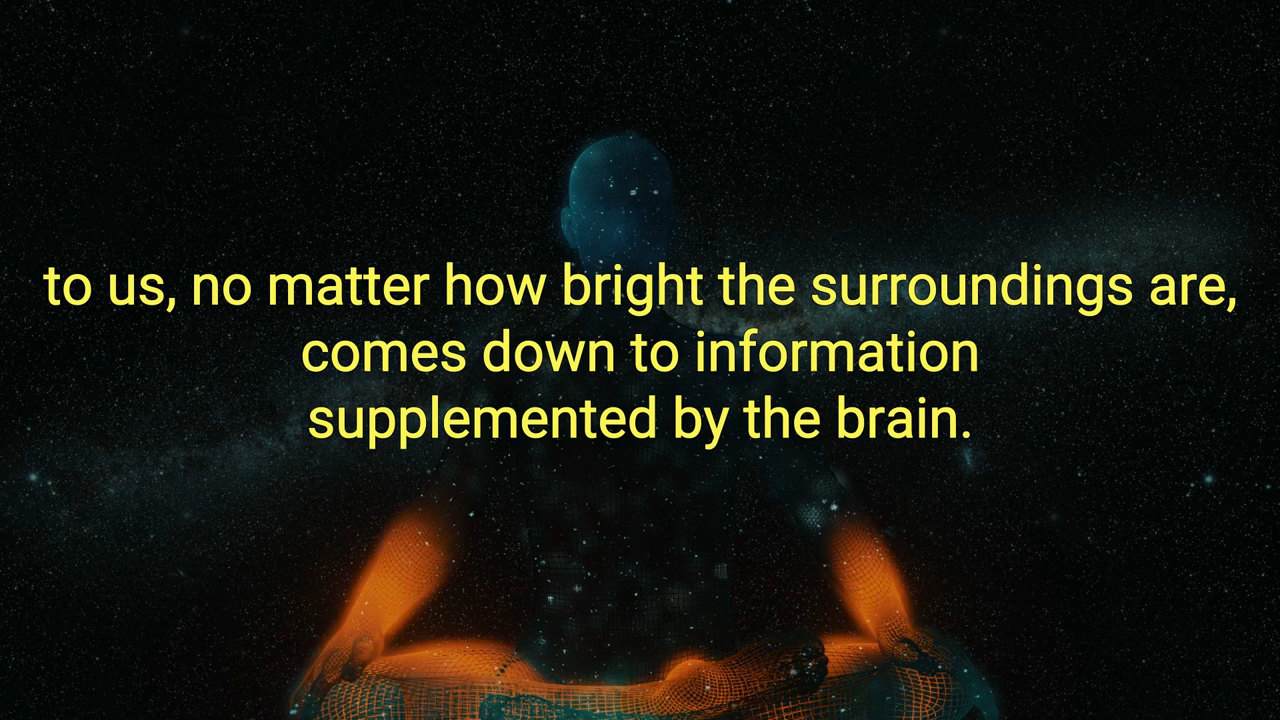 to us, no matter how bright the surroundings are,
comes down to information
supplemented by the brain.